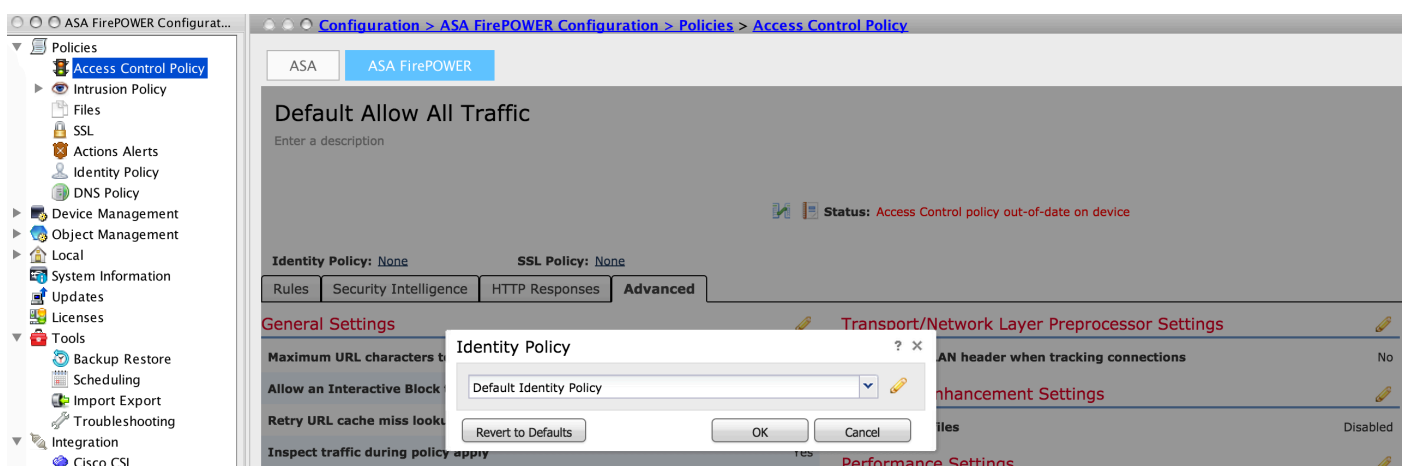 ASA FirePOWER Configurat...
Policies
Access Control Policy
Intrusion Policy
Files
SSL
Actions Alerts
Identity Policy
DNS Policy
Device Management
Object Management
Local
System Information
Updates
Licenses
Tools
Backup Restore
Scheduling
Import Export
Troubleshooting
Integration
Cisco CSI
Configuration > ASA FirePOWER Configuration > Policies > Access Control Policy
ASA
ASA FirePOWER
Default Allow All Traffic
Enter a description
Status: Access Control policy out-of-date on device
Identity Policy: None
SSL Policy: None
Rules
Security Intelligence
HTTP Responses
Advanced
General Settings
Maximum URL characters
Allow an Interactive Block
Retry URL cache miss
Inspect traffic during policy apply
Yes
Transport/Network Layer Preprocessor Settings
header when tracking connections
No
Settings
Disabled
Performance Settings
Identity Policy
? ×
Default Identity Policy
Revert to Defaults
OK
Cancel